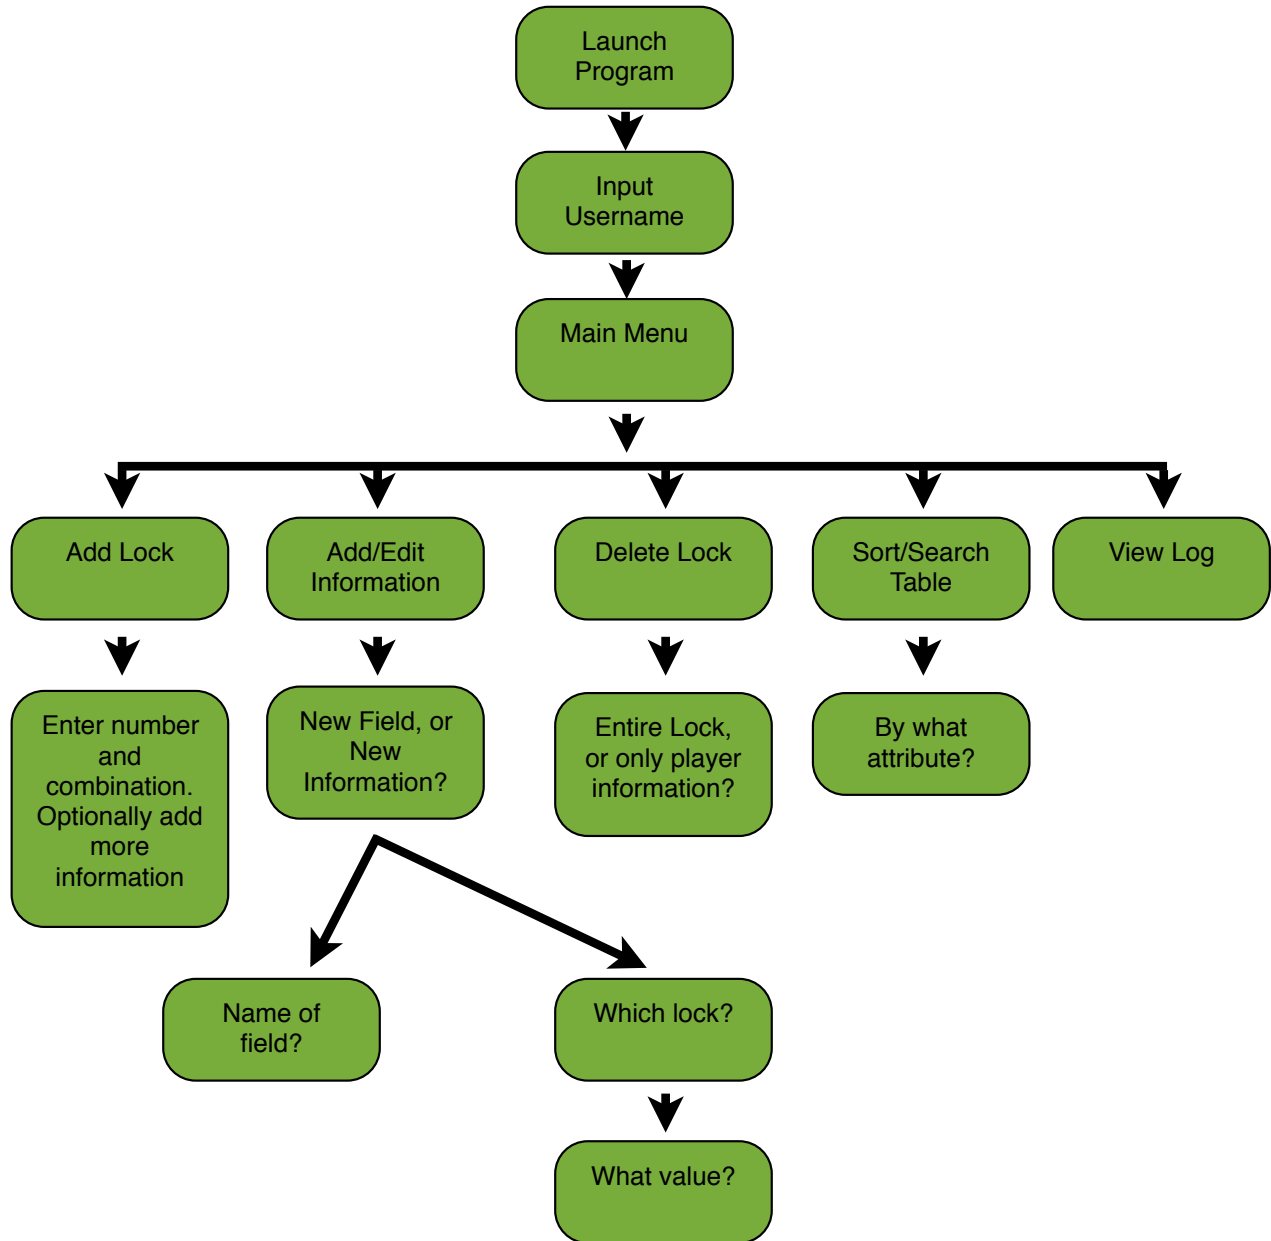 Launch
Program
Input
Username
Main Menu
Add Lock
Add/Edit
Information
Delete Lock
Sort/Search
Table
View Log
Enter number
and
combination.
Optionally add
more
information
New Field, or
New
Information?
Entire Lock,
or only player
information?
By what
attribute?
Name of
field?
Which lock?
What value?